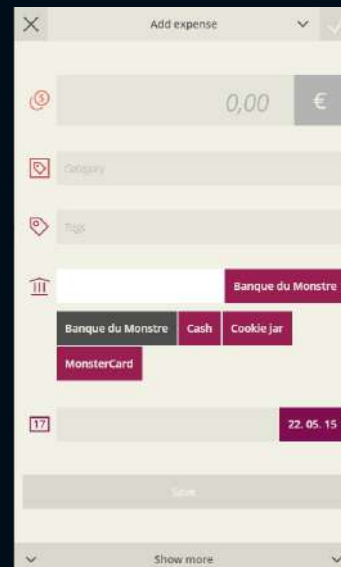 Add expense
0,00 €
Category
Tags
Banque du Monstre
Banque du Monstre Cash Cookie jar
MonsterCard
17 22. 05. 15
Save
Show more